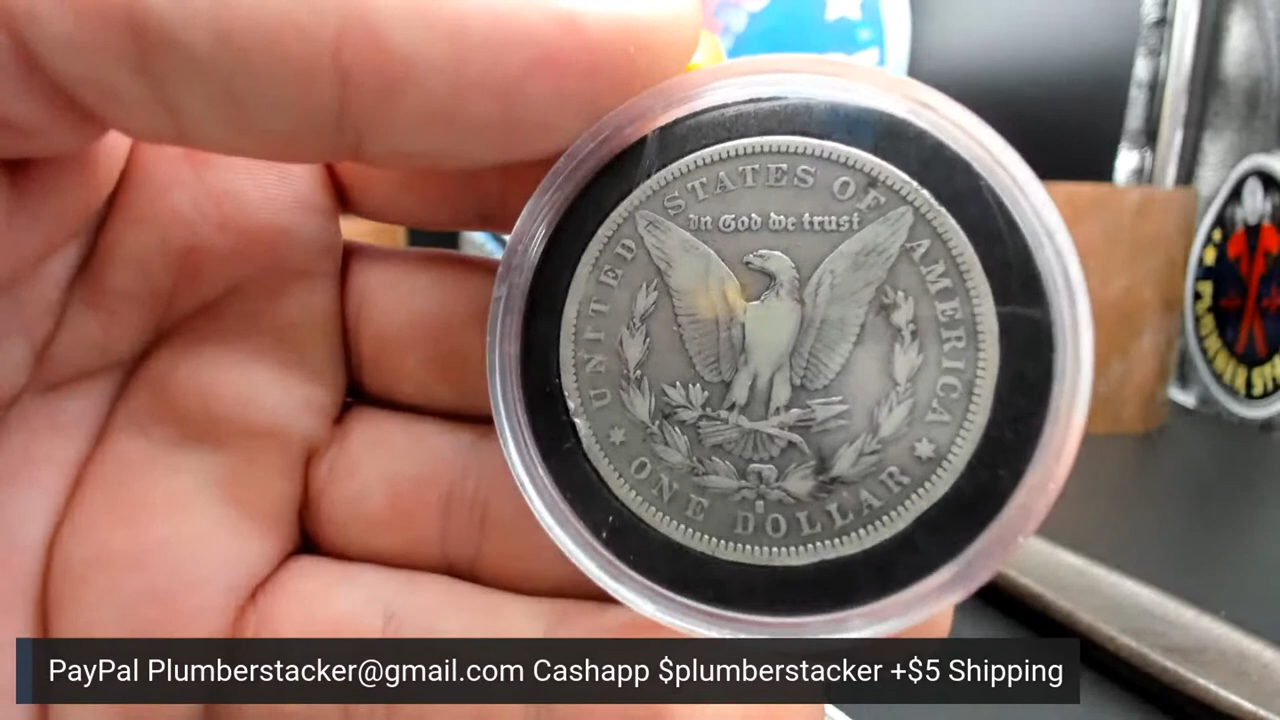 UNITED STATES OF AMERICA
In God we trust
ONE DOLLAR
PayPal Plumberstacker@gmail.com Cashapp $plumberstacker +$5 Shipping